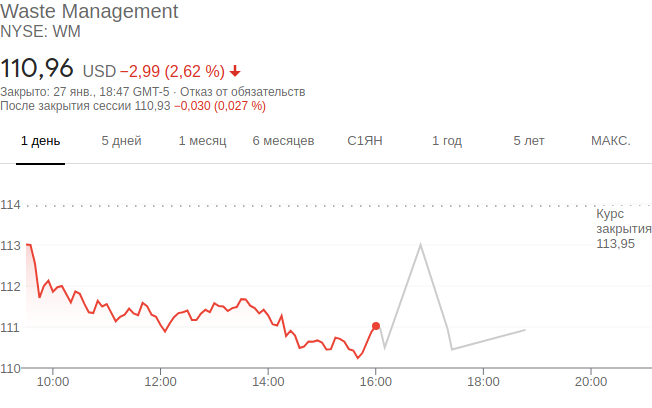 Waste Management
NYSE: WM
110,96 USD −2,99 (2,62 %)
Закрыто: 27 янв., 18:47 GMT-5 · Отказ от обязательств
После закрытия сессии 110,93 −0,030 (0,027 %)
1 день 5 дней 1 месяц 6 месяцев С1ЯН 1 год 5 лет МАКС.
114
Курс
закрытия
113,95
113
112
111
110
10:00 12:00 14:00 16:00 18:00 20:00